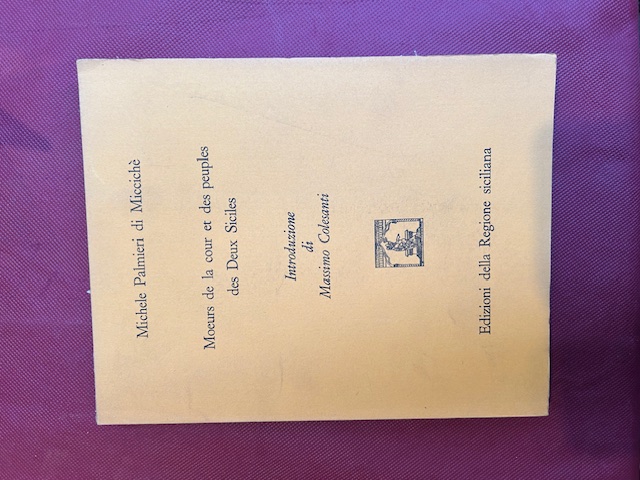 Michele Palmieri di Miccichè
Moeurs de la cour et des peuples
des Deux Siciles
Introduzione
di
Massimo Colesanti
Edizioni della Regione siciliana